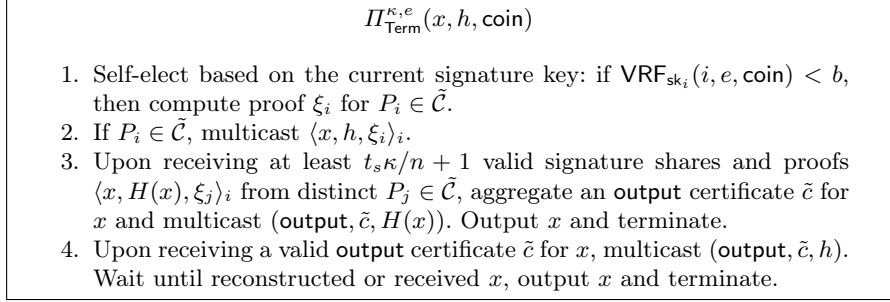 Π^{κ,e}_{Term}(x, h, coin)
1. Self-elect based on the current signature key: if VRF_{sk_i}(i, e, coin) < b,
then compute proof ξ_i for P_i ∈ C̃.
2. If P_i ∈ C̃, multicast ⟨x, h, ξ_i⟩_i.
3. Upon receiving at least t_sκ/n + 1 valid signature shares and proofs
⟨x, H(x), ξ_j⟩_i from distinct P_j ∈ C̃, aggregate an output certificate c̃ for
x and multicast (output, c̃, H(x)). Output x and terminate.
4. Upon receiving a valid output certificate c̃ for x, multicast (output, c̃, h).
Wait until reconstructed or received x, output x and terminate.